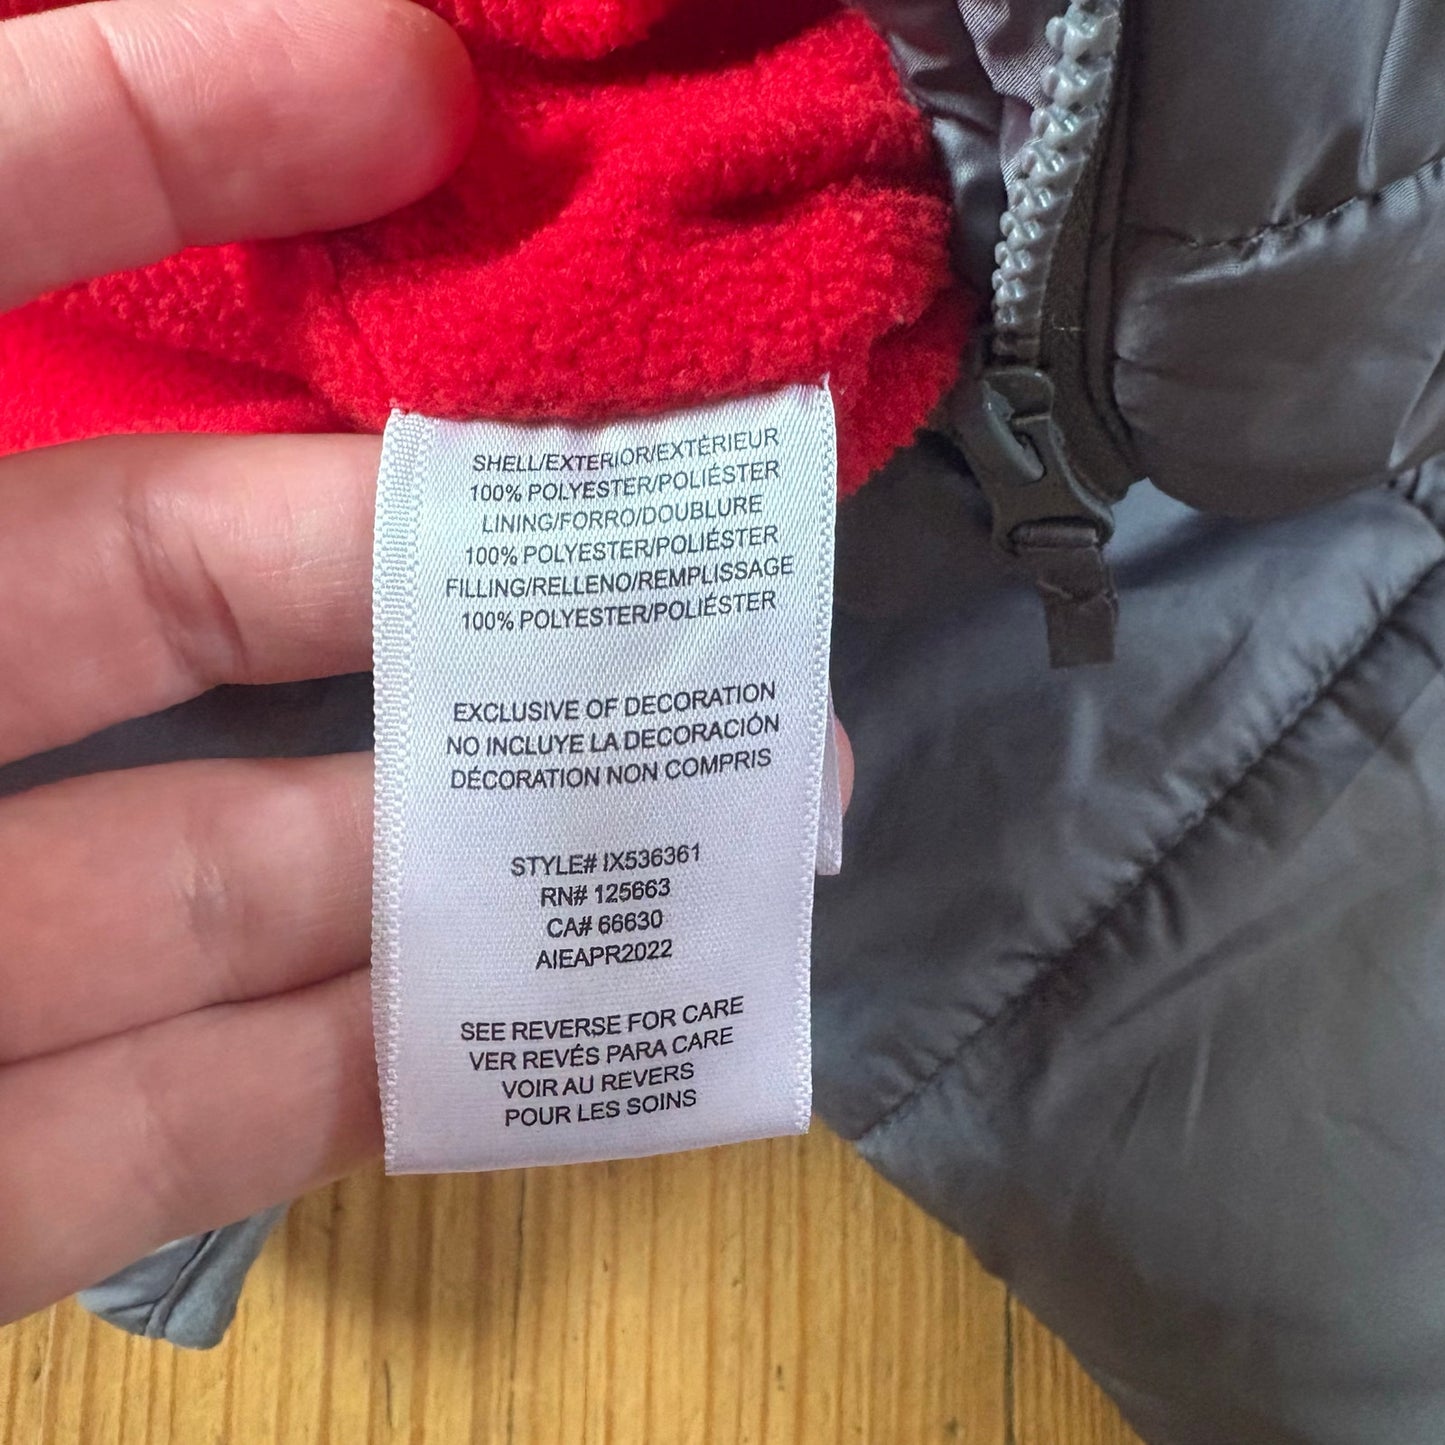 SHELL/EXTERIOR/EXTÉRIEUR
100% POLYESTER/POLIÉSTER
LINING/FORRO/DOUBLURE
100% POLYESTER/POLIÉSTER
FILLING/RELLENO/REMPLISSAGE
100% POLYESTER/POLIÉSTER
EXCLUSIVE OF DECORATION
NO INCLUYE LA DECORACIÓN
DÉCORATION NON COMPRIS
STYLE# IX536361
RN# 125663
CA# 66630
AIEAPR2022
SEE REVERSE FOR CARE
VER REVÉS PARA CARE
VOIR AU REVERS
POUR LES SOINS